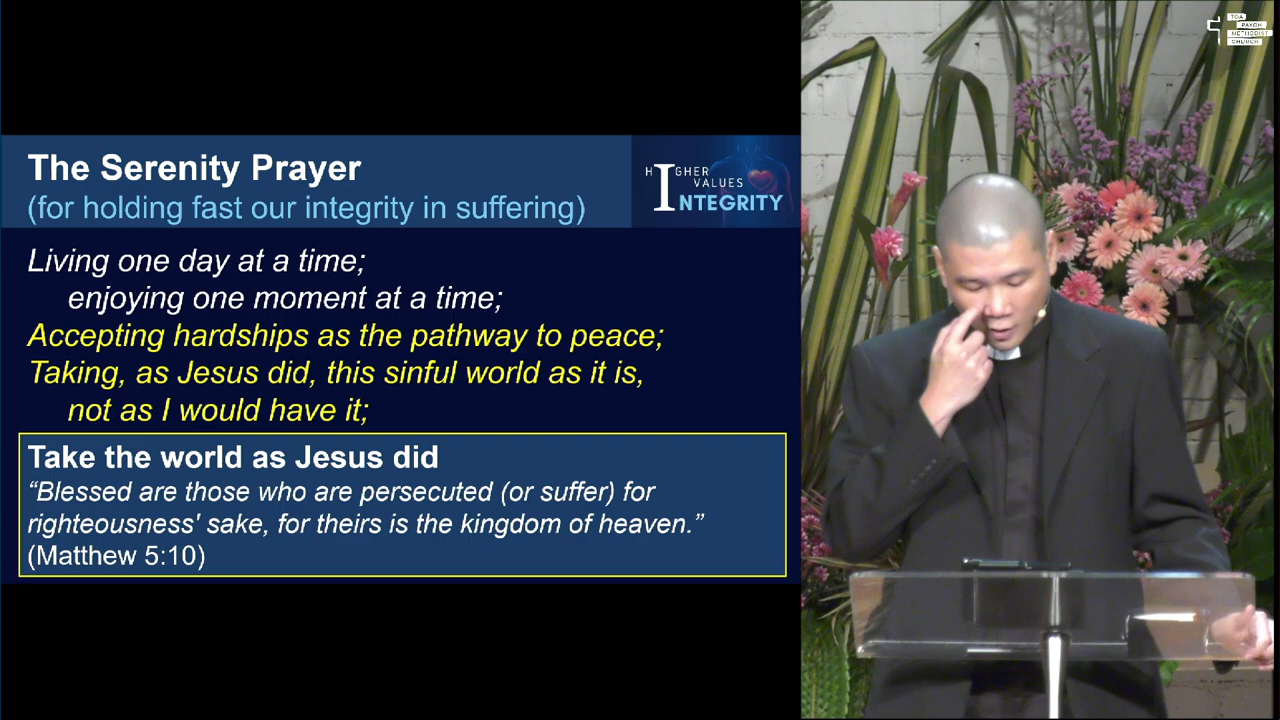 The Serenity Prayer
(for holding fast our integrity in suffering)
HIGHER
VALUES
INTEGRITY
Living one day at a time;
enjoying one moment at a time;
Accepting hardships as the pathway to peace;
Taking, as Jesus did, this sinful world as it is,
not as I would have it;
Take the world as Jesus did
“Blessed are those who are persecuted (or suffer) for
righteousness' sake, for theirs is the kingdom of heaven.”
(Matthew 5:10)
TOA
PAYOH
METHODIST
CHURCH